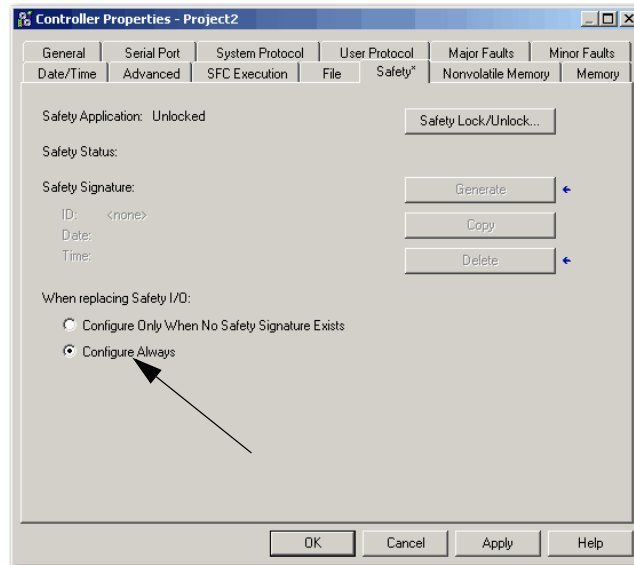 Controller Properties - Project2
General Serial Port System Protocol User Protocol Major Faults Minor Faults
Date/Time Advanced SFC Execution File Safety* Nonvolatile Memory Memory
Safety Application: Unlocked Safety Lock/Unlock...
Safety Status:
Safety Signature: Generate
ID: <none> Copy
Date:
Time: Delete
When replacing Safety I/O:
Configure Only When No Safety Signature Exists
Configure Always
OK Cancel Apply Help